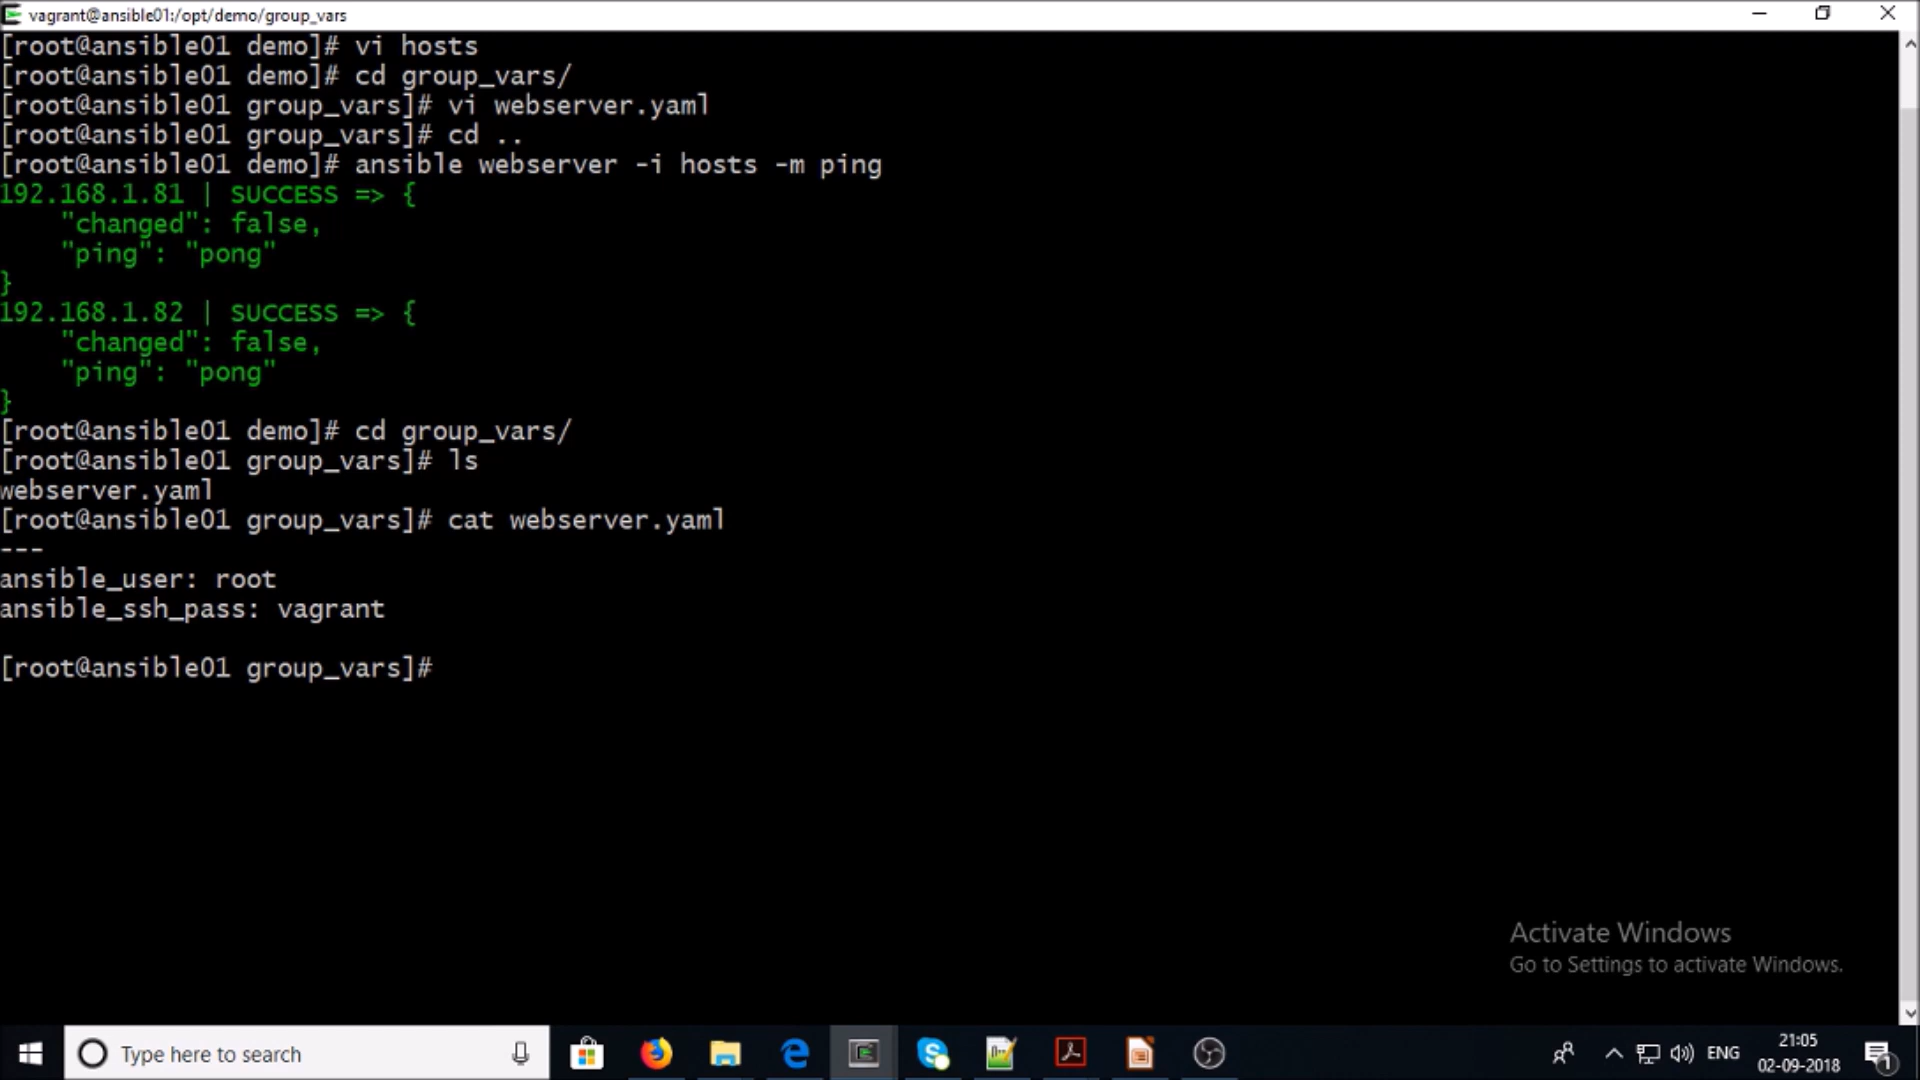 vagrant@ansible01:/opt/demo/group_vars
[root@ansible01 demo]# vi hosts
[root@ansible01 demo]# cd group_vars/
[root@ansible01 group_vars]# vi webserver.yaml
[root@ansible01 group_vars]# cd ..
[root@ansible01 demo]# ansible webserver -i hosts -m ping
192.168.1.81 | SUCCESS => {
    "changed": false,
    "ping": "pong"
}
192.168.1.82 | SUCCESS => {
    "changed": false,
    "ping": "pong"
}
[root@ansible01 demo]# cd group_vars/
[root@ansible01 group_vars]# ls
webserver.yaml
[root@ansible01 group_vars]# cat webserver.yaml
---
ansible_user: root
ansible_ssh_pass: vagrant
[root@ansible01 group_vars]#
Activate Windows
Go to Settings to activate Windows.
Type here to search
ENG
21:05
02-09-2018
1